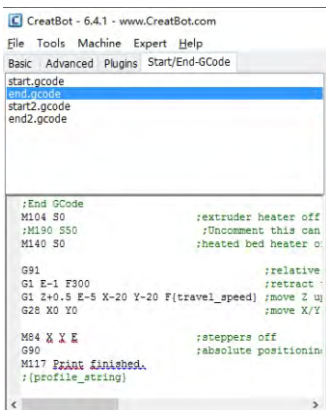 CreatBot - 6.4.1 - www.CreatBot.com
File Tools Machine Expert Help
Basic Advanced Plugins Start/End-GCode
start.gcode
end.gcode
start2.gcode
end2.gcode
;End GCode
M104 S0 ;extruder heater off
;M190 S50 ;Uncomment this can
M140 S0 ;heated bed heater o
G91 ;relative
G1 E-1 F300 ;retract
G1 Z+0.5 E-5 X-20 Y-20 F{travel_speed} ;move Z u
G28 X0 Y0 ;move X/Y
M84 X Y E ;steppers off
G90 ;absolute positionin
M117 Print finished.
;{profile_string}